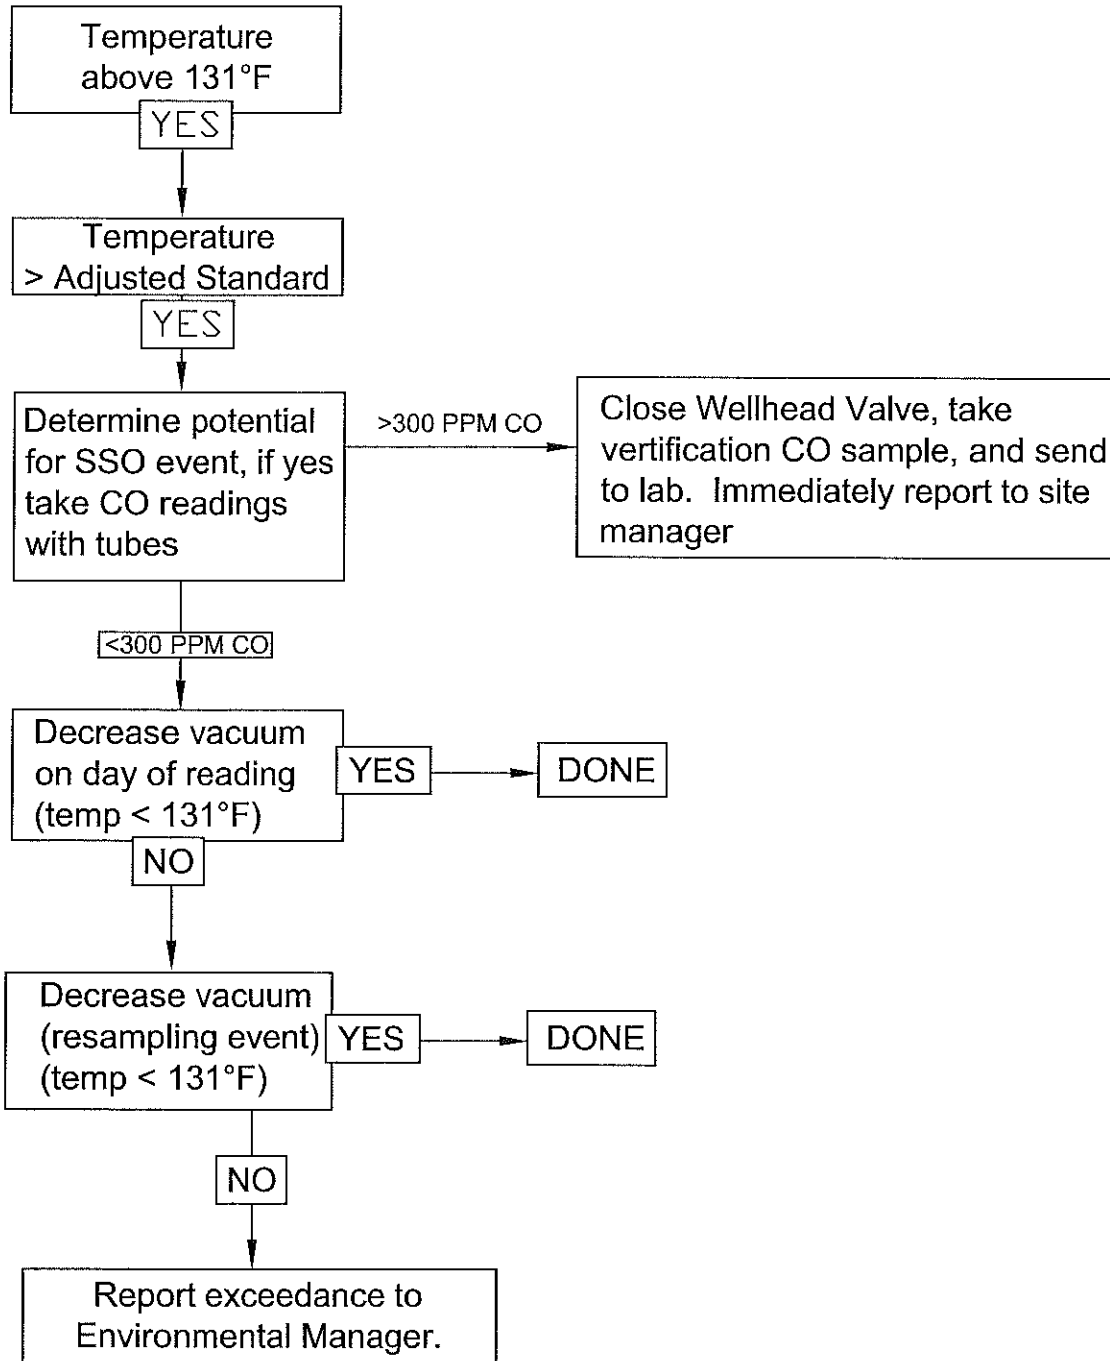 Temperature
above 131°F
YES
Temperature
> Adjusted Standard
YES
Determine potential
for SSO event, if yes
take CO readings
with tubes
>300 PPM CO
Close Wellhead Valve, take
vertification CO sample, and send
to lab. Immediately report to site
manager
<300 PPM CO
Decrease vacuum
on day of reading
(temp < 131°F)
YES
DONE
NO
Decrease vacuum
(resampling event)
(temp < 131°F)
YES
DONE
NO
Report exceedance to
Environmental Manager.